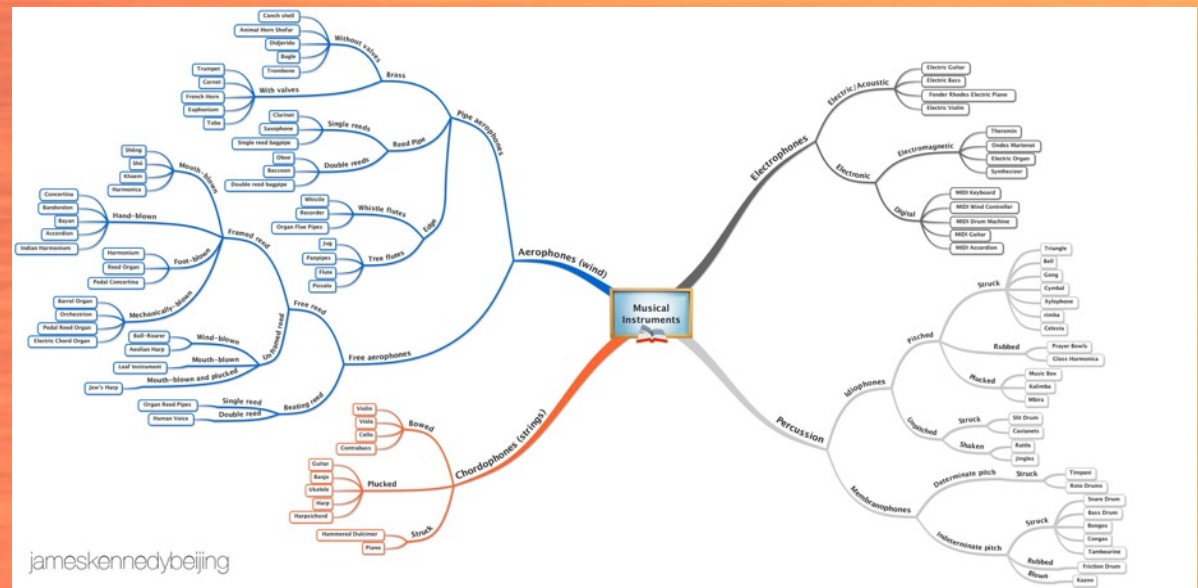 Musical
Instruments
Aerophones (wind)
Pipe aerophones
Brass
Without valves
Conch shell
Animal Horn Shofar
Didjeridu
Bugle
Trombone
With valves
Trumpet
Cornet
French Horn
Euphonium
Tuba
Reed Pipe
Single reeds
Clarinet
Saxophone
Single reed bagpipe
Double reeds
Oboe
Bassoon
Double reed bagpipe
Edge
Whistle flutes
Whistle
Recorder
Organ Flue Pipes
Tree flutes
Jug
Panpipes
Flute
Piccolo
Free aerophones
Free reed
Framed reed
Mouth-blown
Shêng
Shô
Khaem
Harmonica
Hand-blown
Concertina
Bandonion
Bayan
Accordion
Indian Harmonium
Foot-blown
Harmonium
Reed Organ
Pedal Concertina
Mechanically-blown
Barrel Organ
Orchestrion
Pedal Reed Organ
Electric Chord Organ
Un framed reed
Wind-blown
Bull-Roarer
Aeolian Harp
Mouth-blown
Leaf Instrument
Mouth-blown and plucked
Jew's Harp
Beating reed
Single reed
Organ Reed Pipes
Double reed
Human Voice
Chordophones (strings)
Bowed
Violin
Viola
Cello
Contrabass
Plucked
Guitar
Banjo
Ukelele
Harp
Harpsichord
Struck
Hammered Dulcimer
Piano
Electrophones
Electric/Acoustic
Electric Guitar
Electric Bass
Fender Rhodes Electric Piano
Electric Violin
Electronic
Electromagnetic
Theremin
Ondes Martenot
Electric Organ
Synthesizer
Digital
MIDI Keyboard
MIDI Wind Controller
MIDI Drum Machine
MIDI Guitar
MIDI Accordion
Percussion
Idiophones
Pitched
Struck
Triangle
Bell
Gong
Cymbal
Xylophone
rimba
Celesta
Rubbed
Prayer Bowls
Glass Harmonica
Plucked
Music Box
Kalimba
Mbira
Unpitched
Struck
Slit Drum
Castanets
Shaken
Rattle
Jingles
Membranophones
Determinate pitch
Struck
Timpani
Roto Drums
Indeterminate pitch
Struck
Snare Drum
Bass Drum
Bongos
Congas
Tambourine
Rubbed
Friction Drum
Blown
Kazoo
jameskennedybeijing